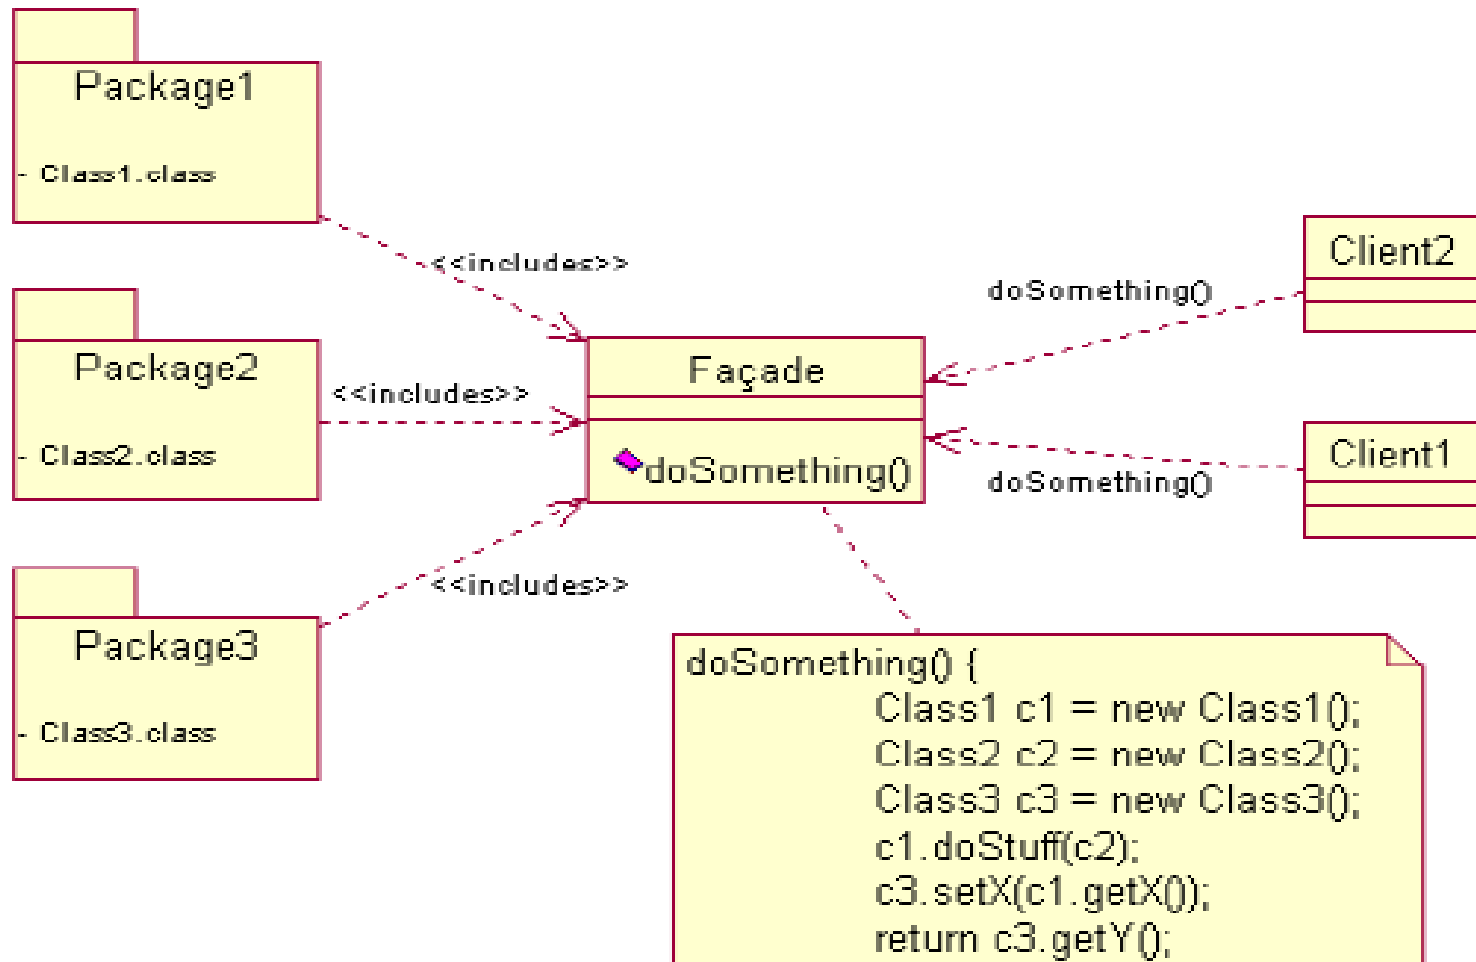 Package1
- Class1.class
<<includes>>
Package2
- Class2.class
<<includes>>
Package3
- Class3.class
<<includes>>
Façade
doSomething()
Client2
doSomething()
Client1
doSomething()
doSomething() {
Class1 c1 = new Class1();
Class2 c2 = new Class2();
Class3 c3 = new Class3();
c1.doStuff(c2);
c3.setX(c1.getX());
return c3.getY();